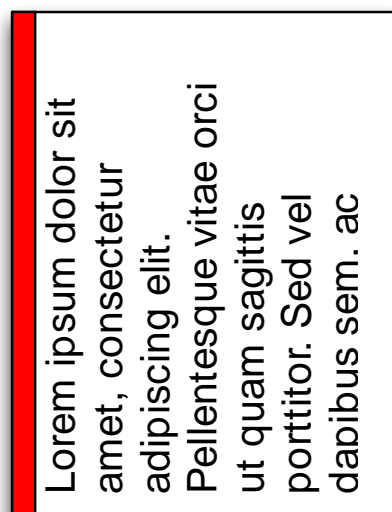 Lorem ipsum dolor sit
amet, consectetur
adipiscing elit.
Pellentesque vitae orci
ut quam sagittis
porttitor. Sed vel
dapibus sem, ac